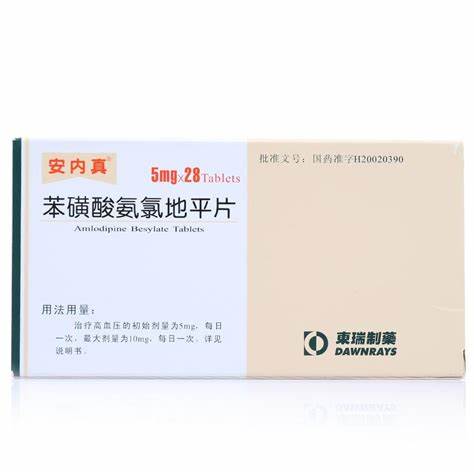 安内真®
5mg×28Tablets
苯磺酸氨氯地平片
Amlodipine Besylate Tablets
用法用量:
治疗高血压的初始剂量为5mg,每日
一次,最大剂量为10mg,每日一次。详见
说明书。
批准文号:国药准字H20020390
東瑞制藥
DAWNRAYS